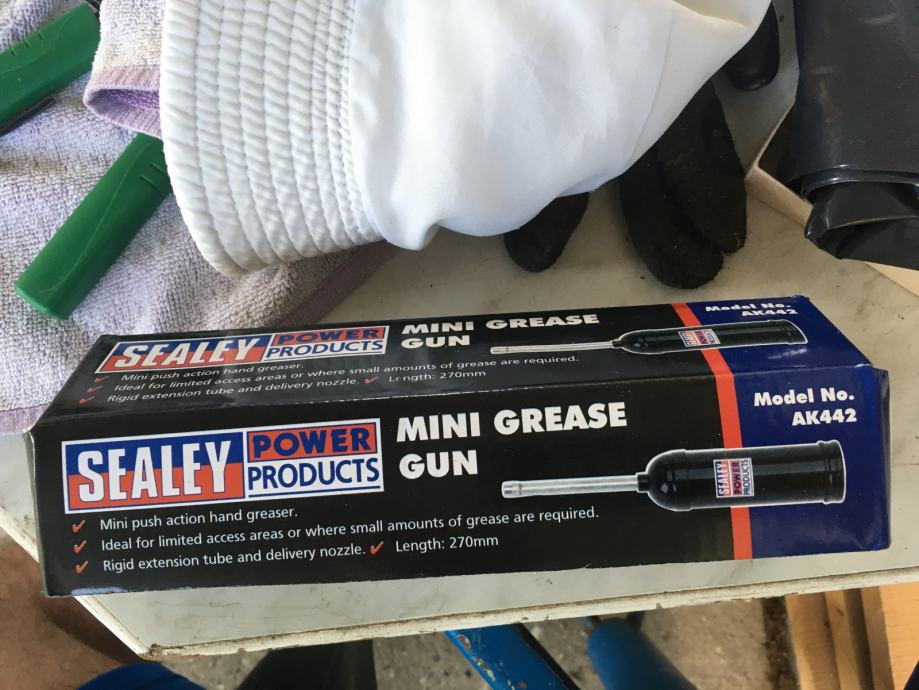 SEALEY POWER PRODUCTS
MINI GREASE GUN
Model No.
AK442
Mini push action hand greaser.
Ideal for limited access areas or where small amounts of grease are required.
Rigid extension tube and delivery nozzle. Length: 270mm
SEALEY POWER PRODUCTS
MINI GREASE
GUN
Model No.
AK442
SEALEY
POWER
PRODUCTS
Mini push action hand greaser.
Ideal for limited access areas or where small amounts of grease are required.
Rigid extension tube and delivery nozzle. Length: 270mm